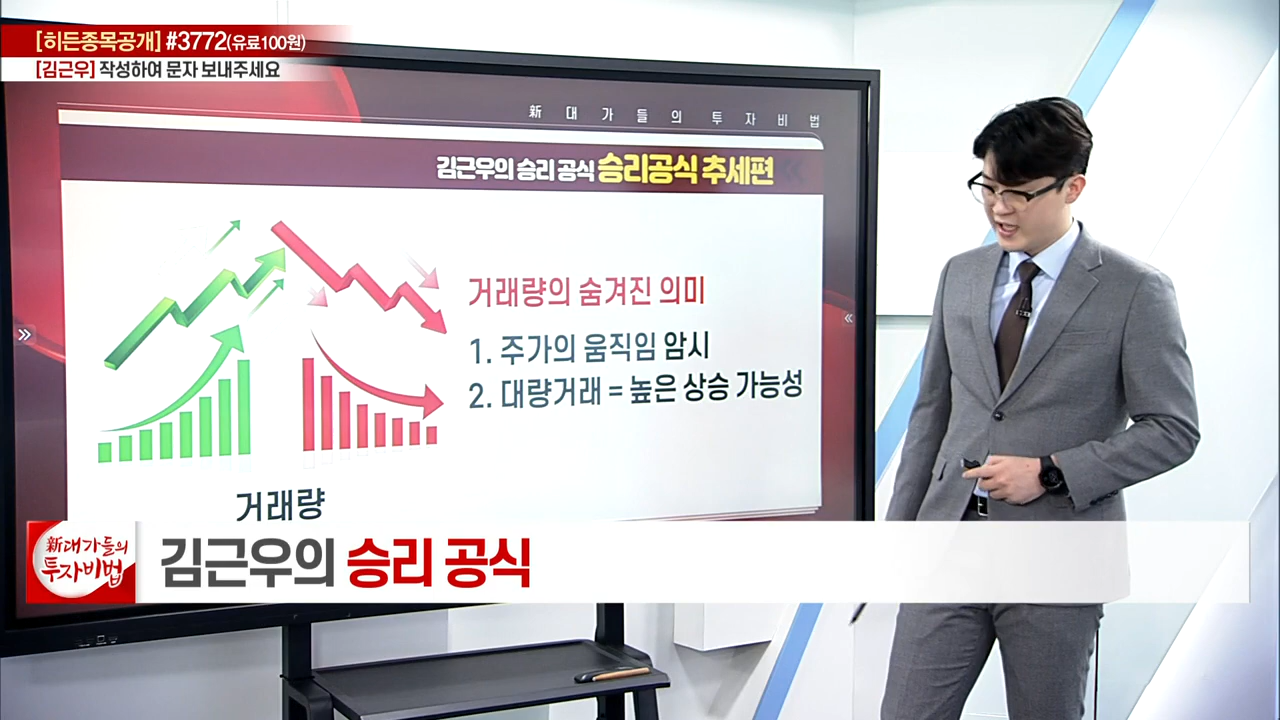 [히든종목공개] #3772(유료100원)
[김근우] 작성하여 문자 보내주세요
新 대 가 들 의 투 자 비 법
김근우의 승리 공식 승리공식 추세편
거래량의 숨겨진 의미
1. 주가의 움직임 암시
2. 대량거래 = 높은 상승 가능성
거래량
新대가들의
투자비법
김근우의 승리 공식